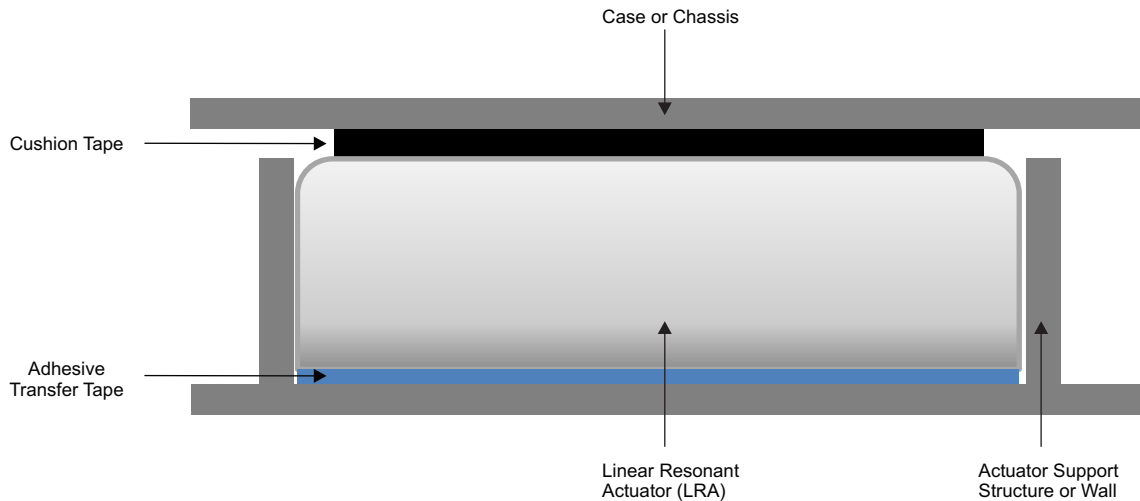 Case or Chassis
Cushion Tape
Adhesive
Transfer Tape
Linear Resonant
Actuator (LRA)
Actuator Support
Structure or Wall